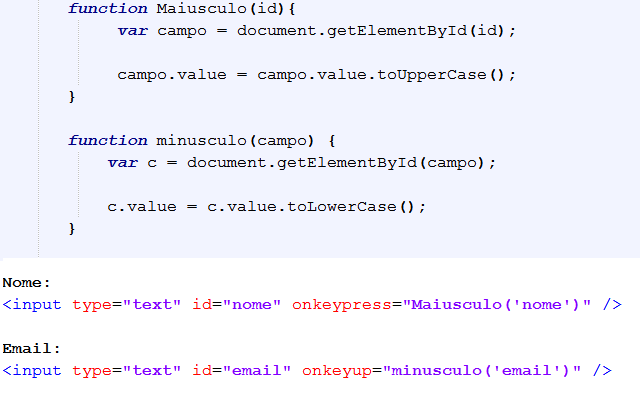 function Maiusculo(id){
var campo = document.getElementById(id);
campo.value = campo.value.toUpperCase();
}
function minusculo(campo) {
var c = document.getElementById(campo);
c.value = c.value.toLowerCase();
}
Nome:
<input type="text" id="nome" onkeypress="Maiusculo('nome')" />
Email:
<input type="text" id="email" onkeyup="minusculo('email')" />